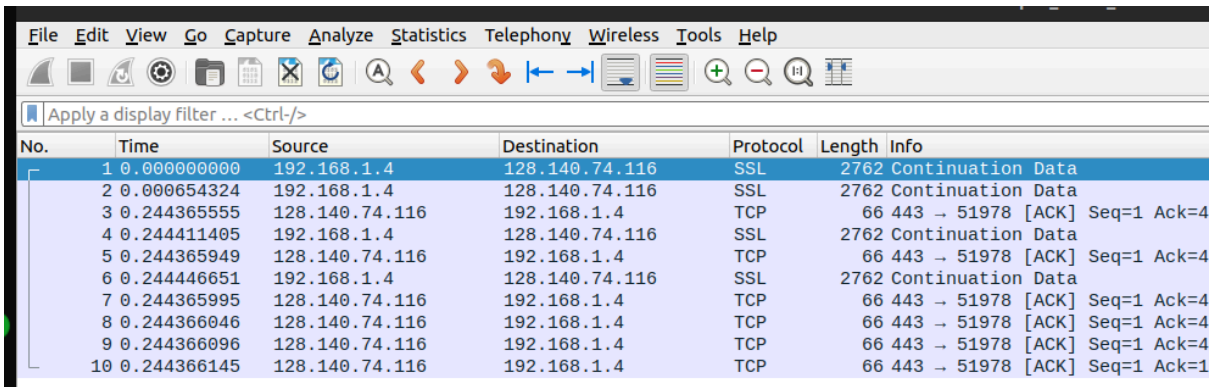 File Edit View Go Capture Analyze Statistics Telephony Wireless Tools Help
Apply a display filter … <Ctrl-/>
No. Time Source Destination Protocol Length Info
1 0.000000000 192.168.1.4 128.140.74.116 SSL 2762 Continuation Data
2 0.000654324 192.168.1.4 128.140.74.116 SSL 2762 Continuation Data
3 0.244365555 128.140.74.116 192.168.1.4 TCP 66 443 → 51978 [ACK] Seq=1 Ack=4
4 0.244411405 192.168.1.4 128.140.74.116 SSL 2762 Continuation Data
5 0.244365949 128.140.74.116 192.168.1.4 TCP 66 443 → 51978 [ACK] Seq=1 Ack=4
6 0.244446651 192.168.1.4 128.140.74.116 SSL 2762 Continuation Data
7 0.244365995 128.140.74.116 192.168.1.4 TCP 66 443 → 51978 [ACK] Seq=1 Ack=4
8 0.244366046 128.140.74.116 192.168.1.4 TCP 66 443 → 51978 [ACK] Seq=1 Ack=4
9 0.244366096 128.140.74.116 192.168.1.4 TCP 66 443 → 51978 [ACK] Seq=1 Ack=4
10 0.244366145 128.140.74.116 192.168.1.4 TCP 66 443 → 51978 [ACK] Seq=1 Ack=1